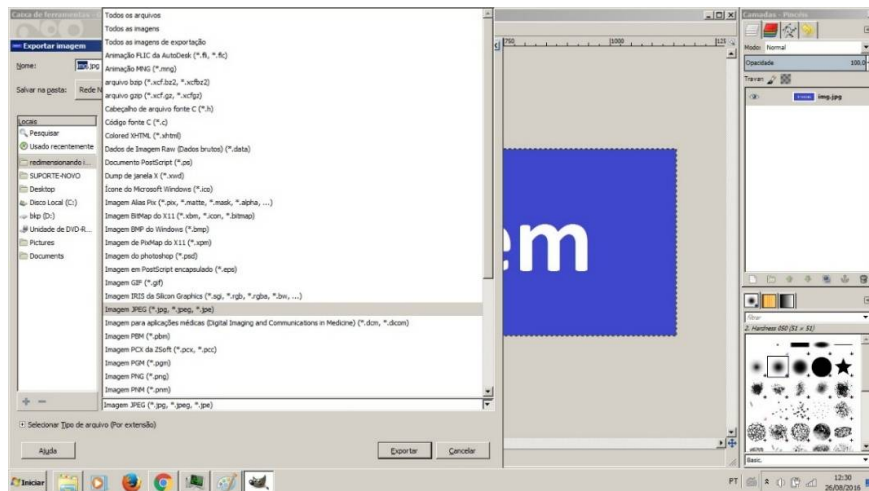 Caixa de ferramentas -
Exportar imagem
Nome:
img.jpg
Salvar na pasta:
Rede N
Locais
Pesquisar
Usado recentemente
redimensionando i...
SUPORTE-NOVO
Desktop
Disco Local (C:)
bkp (D:)
Unidade de DVD-R...
Pictures
Documents
Todos os arquivos
Todas as imagens
Todas as imagens de exportação
Animação FLIC da AutoDesk (*.fli, *.flc)
Animação MNG (*.mng)
arquivo bzip (*.xcf.bz2, *.xcfbz2)
arquivo gzip (*.xcf.gz, *.xcfgz)
Cabeçalho de arquivo fonte C (*.h)
Código fonte C (*.c)
Colored XHTML (*.xhtml)
Dados de Imagem Raw (Dados brutos) (*.data)
Documento PostScript (*.ps)
Dump de janela X (*.xwd)
Ícone do Microsoft Windows (*.ico)
Imagem Alias Pix (*.pix, *.matte, *.mask, *.alpha, ...)
Imagem BitMap do X11 (*.xbm, *.icon, *.bitmap)
Imagem BMP do Windows (*.bmp)
Imagem de PixMap do X11 (*.xpm)
Imagem do photoshop (*.psd)
Imagem em PostScript encapsulado (*.eps)
Imagem GIF (*.gif)
Imagem IRIS da Silicon Graphics (*.sgi, *.rgb, *.rgba, *.bw, ...)
Imagem JPEG (*.jpg, *.jpeg, *.jpe)
Imagem para aplicações médicas (Digital Imaging and Communications in Medicine) (*.dcm, *.dicom)
Imagem PBM (*.pbm)
Imagem PCX da ZSoft (*.pcx, *.pcc)
Imagem PGM (*.pgm)
Imagem PNG (*.png)
Imagem PNM (*.pnm)
Imagem JPEG (*.jpg, *.jpeg, *.jpe)
Selecionar Tipo de arquivo (Por extensão)
Ajuda
Exportar
Cancelar
750
1000
125
em
Camadas - Pincéis
Modo: Normal
Opacidade 100,0
Travar:
img.jpg
filtrar
2. Hardness 050 (51 × 51)
Basic,
Iniciar
PT
12:30
26/08/2016